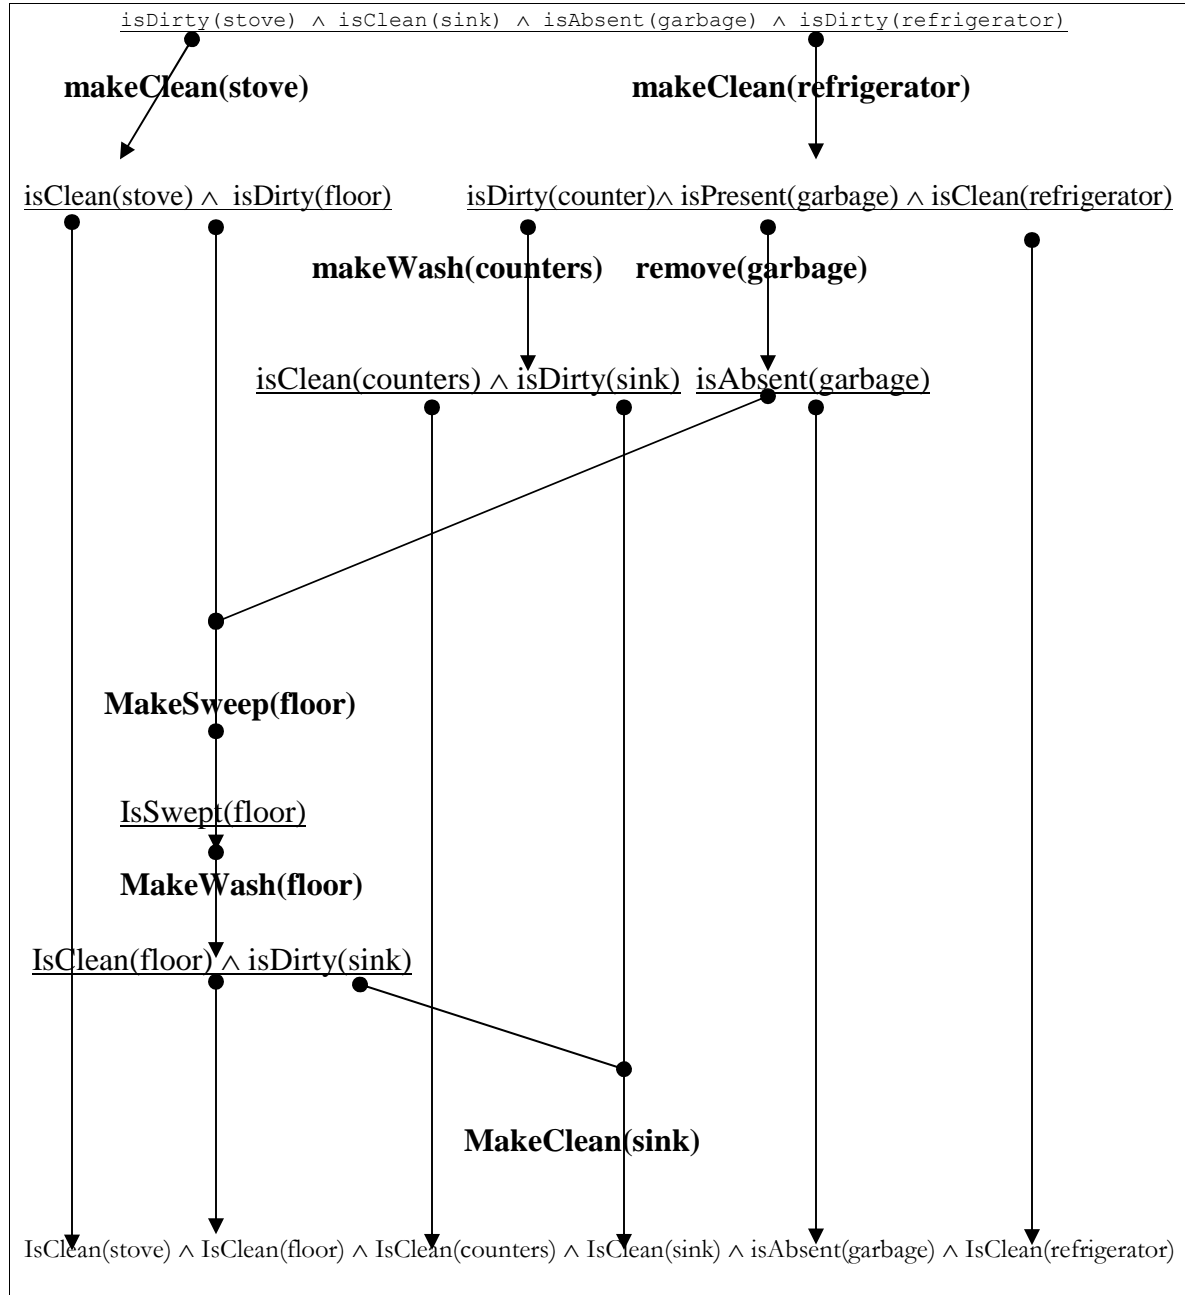 isDirty(stove) ∧ isClean(sink) ∧ isAbsent(garbage) ∧ isDirty(refrigerator)
makeClean(stove) makeClean(refrigerator)
isClean(stove) ∧ isDirty(floor) isDirty(counter)∧ isPresent(garbage) ∧ isClean(refrigerator)
makeWash(counters) remove(garbage)
isClean(counters) ∧ isDirty(sink) isAbsent(garbage)
MakeSweep(floor)
IsSwept(floor)
MakeWash(floor)
IsClean(floor) ∧ isDirty(sink)
MakeClean(sink)
IsClean(stove) ∧ IsClean(floor) ∧ IsClean(counters) ∧ IsClean(sink) ∧ isAbsent(garbage) ∧ IsClean(refrigerator)